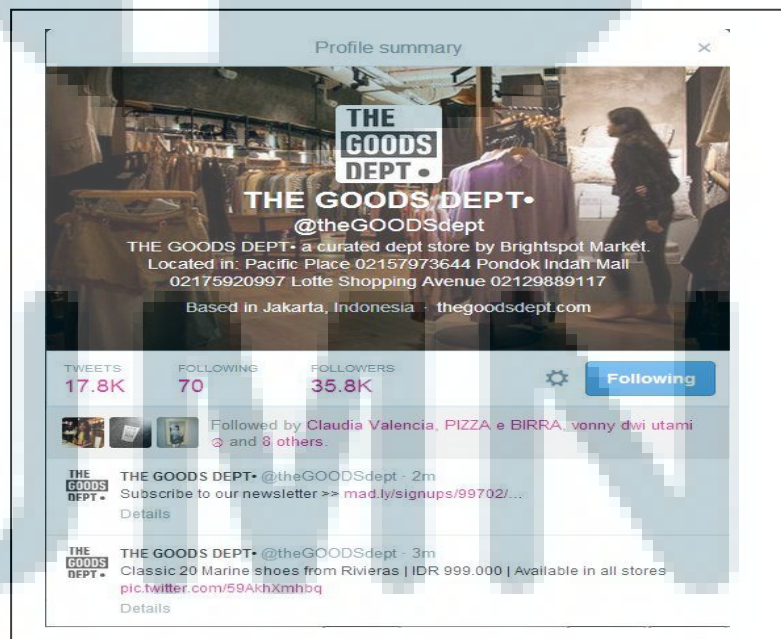 Profile summary
×
THE
GOODS
DEPT •
THE GOODS DEPT•
@theGOODSdept
THE GOODS DEPT• a curated dept store by Brightspot Market.
Located in: Pacific Place 02157973644 Pondok Indah Mall
02175920997 Lotte Shopping Avenue 02129889117
Based in Jakarta, Indonesia · thegoodsdept.com
TWEETS FOLLOWING FOLLOWERS
17.8K 70 35.8K
Following
Followed by Claudia Valencia, PIZZA e BIRRA, vonny dwi utami
☺ and 8 others.
THE
GOODS
DEPT •
THE GOODS DEPT• @theGOODSdept · 2m
Subscribe to our newsletter >> mad.ly/signups/99702/...
Details
THE
GOODS
DEPT •
THE GOODS DEPT• @theGOODSdept · 3m
Classic 20 Marine shoes from Rivieras | IDR 999.000 | Available in all stores
pic.twitter.com/59AkhXmhbq
Details
UMN